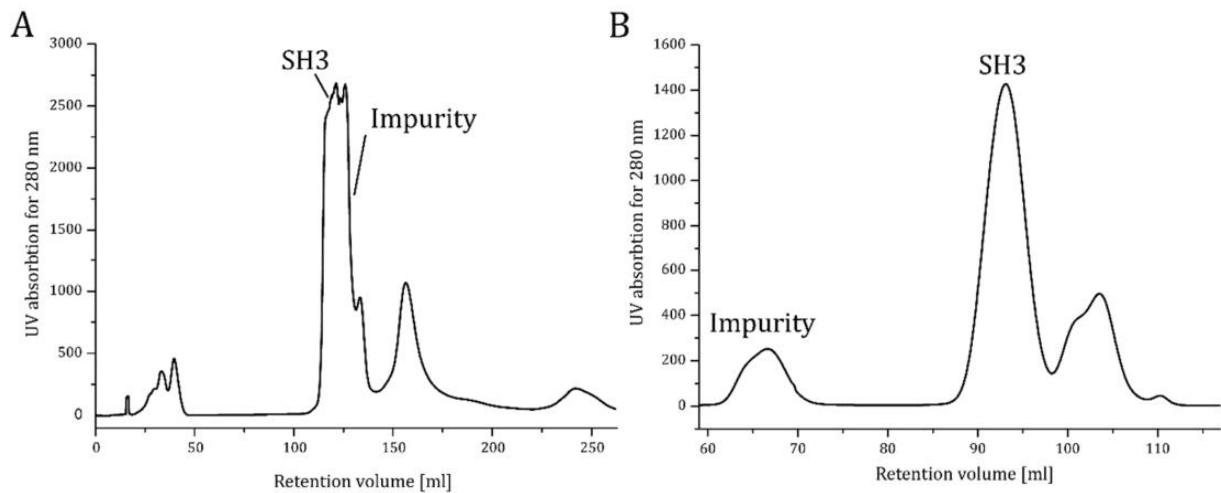 A
UV absorbtion for 280 nm
3000
2500
2000
1500
1000
500
0
SH3
Impurity
0 50 100 150 200 250
Retention volume [ml]
B
UV absorbtion for 280 nm
1600
1400
1200
1000
800
600
400
200
0
SH3
Impurity
60 70 80 90 100 110
Retention volume [ml]